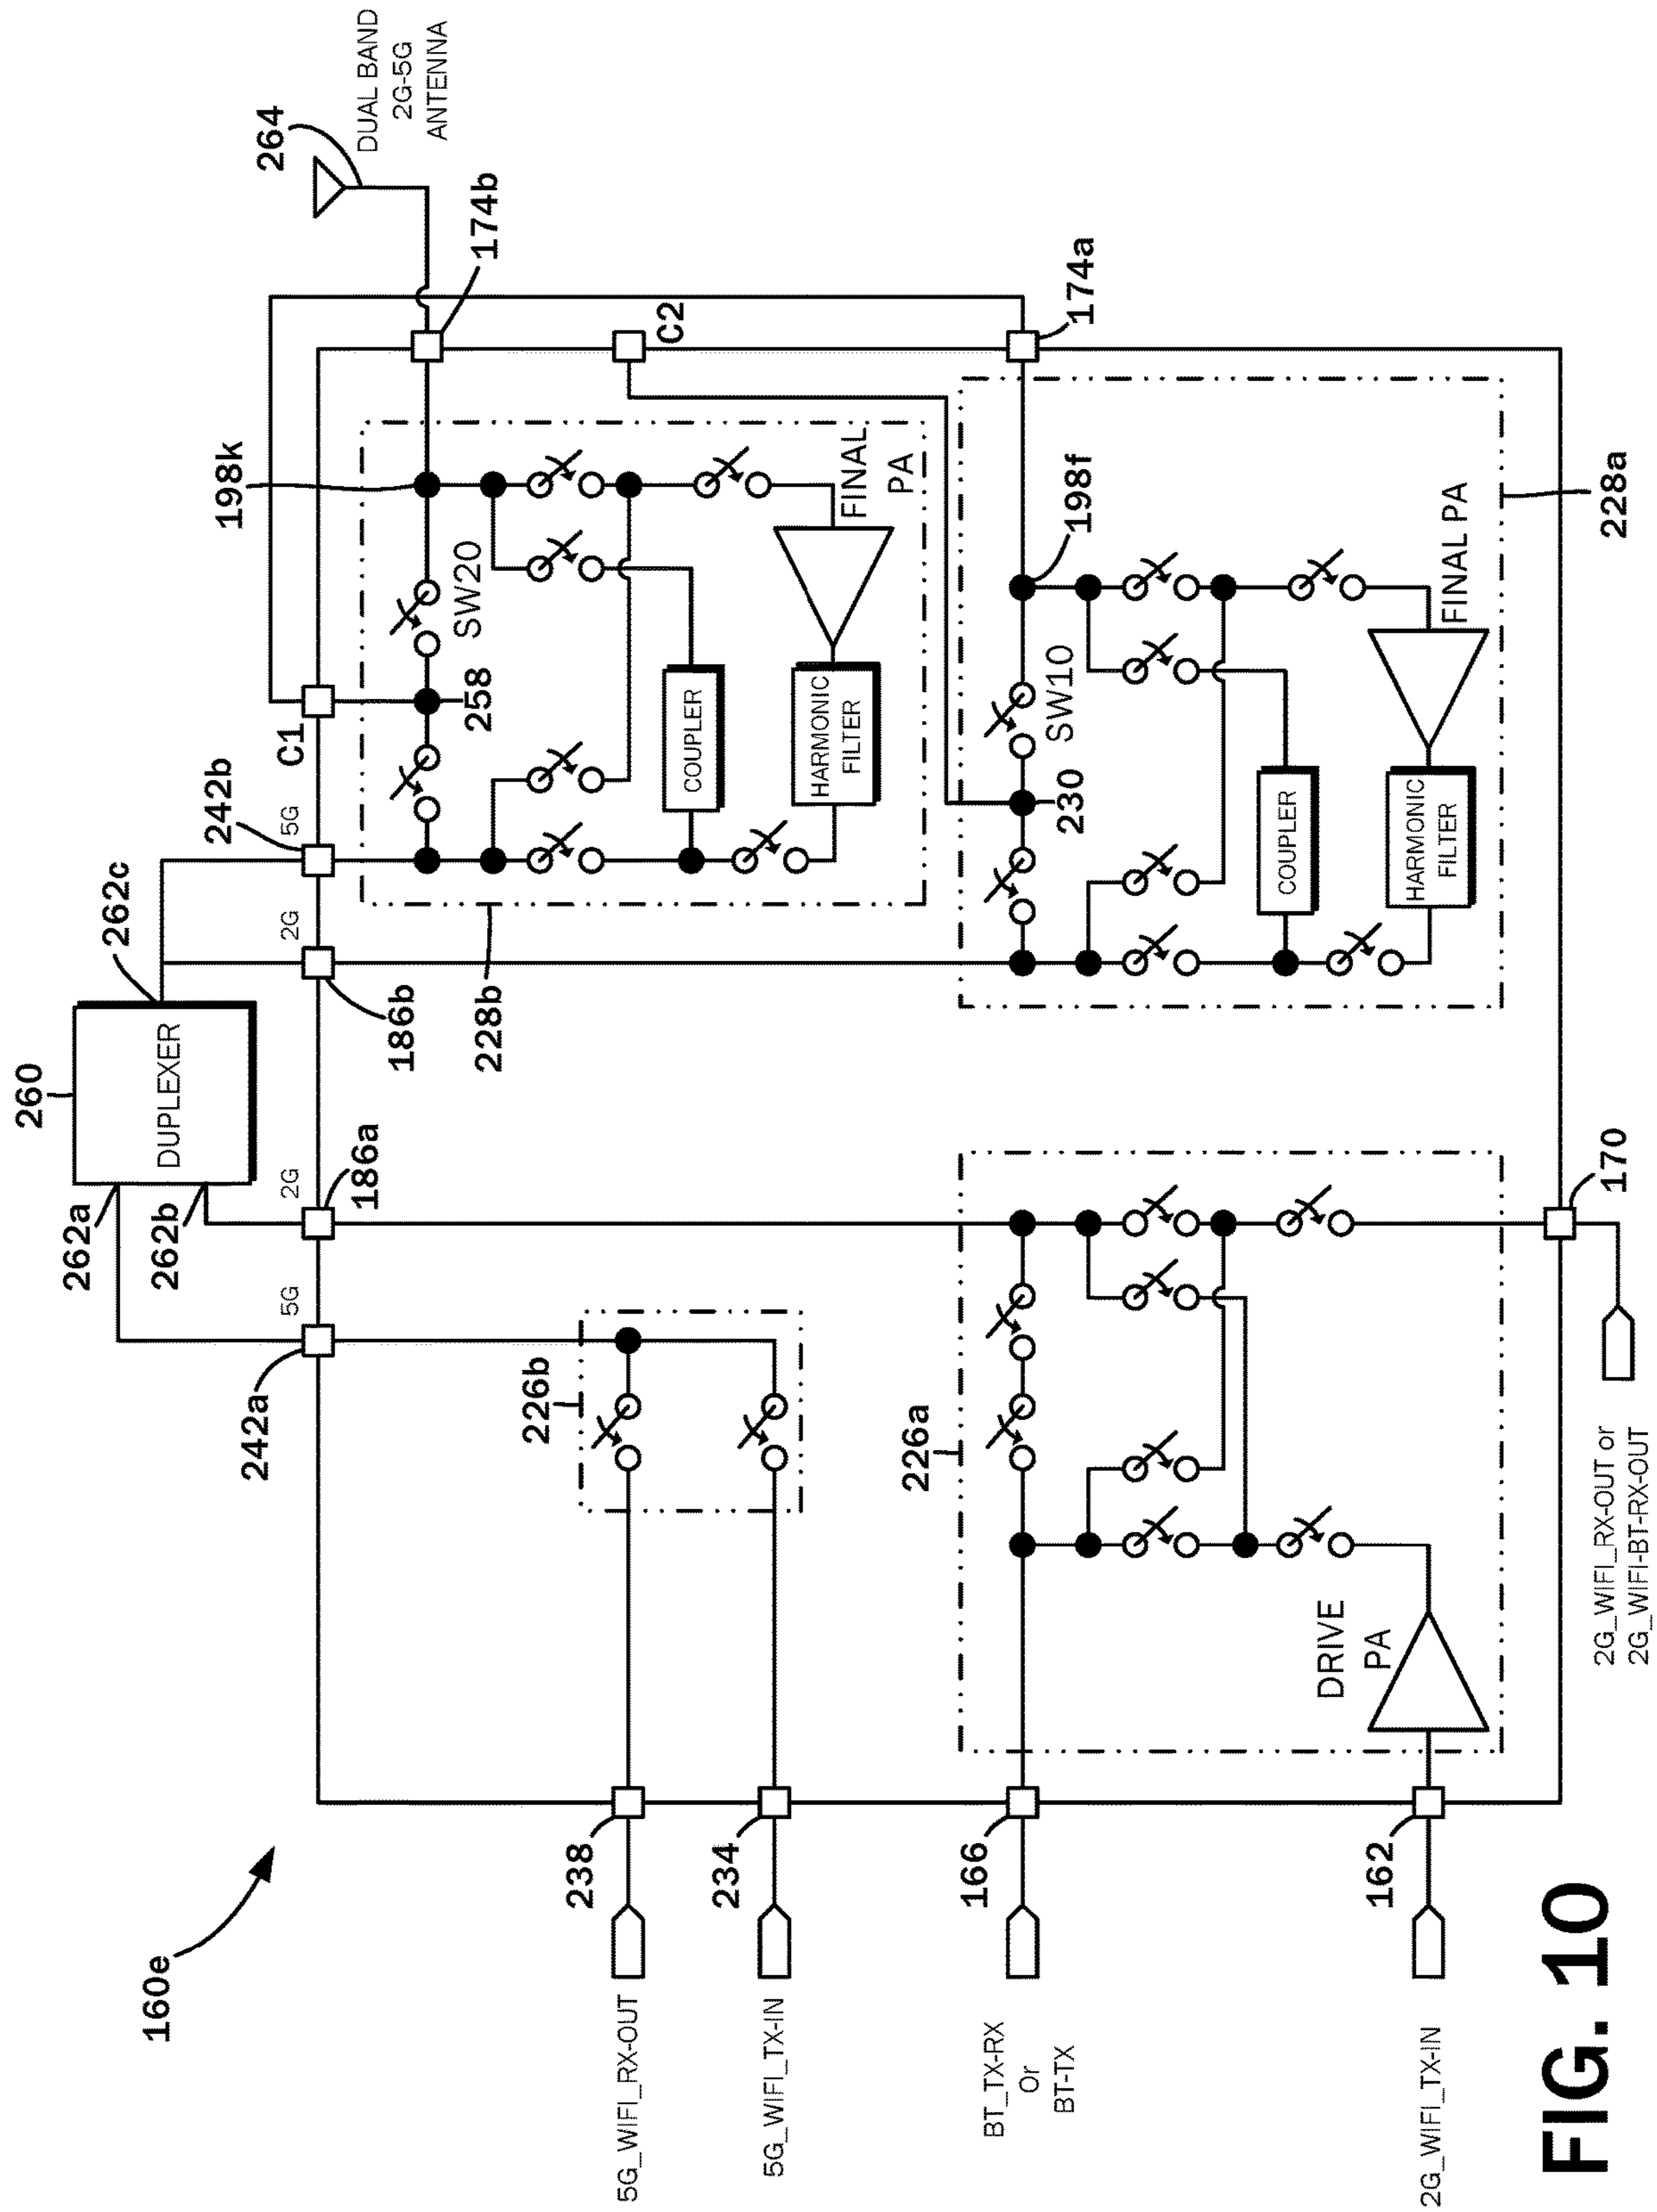 160e
260
DUPLEXER
262a
262b
262c
264
DUAL BAND
2G-5G
ANTENNA
242a
5G
186a
2G
186b
2G
242b
5G
C1
174b
198k
258
SW20
C2
FINAL
PA
COUPLER
HARMONIC
FILTER
228b
174a
198f
SW10
230
COUPLER
HARMONIC
FILTER
FINAL PA
228a
226b
226a
DRIVE
PA
238
234
166
162
170
5G_WIFI_RX-OUT
5G_WIFI_TX-IN
BT_TX-RX
Or
BT-TX
2G_WIFI_TX-IN
2G_WIFI_RX-OUT or
2G_WIFI-BT-RX-OUT
FIG. 10